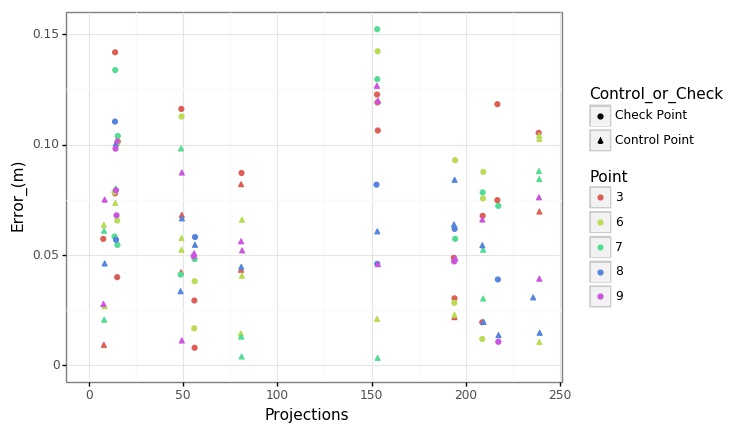 0.15
0.10
0.05
0
Error_(m)
0
50
100
150
200
250
Projections
Control_or_Check
Check Point
Control Point
Point
3
6
7
8
9